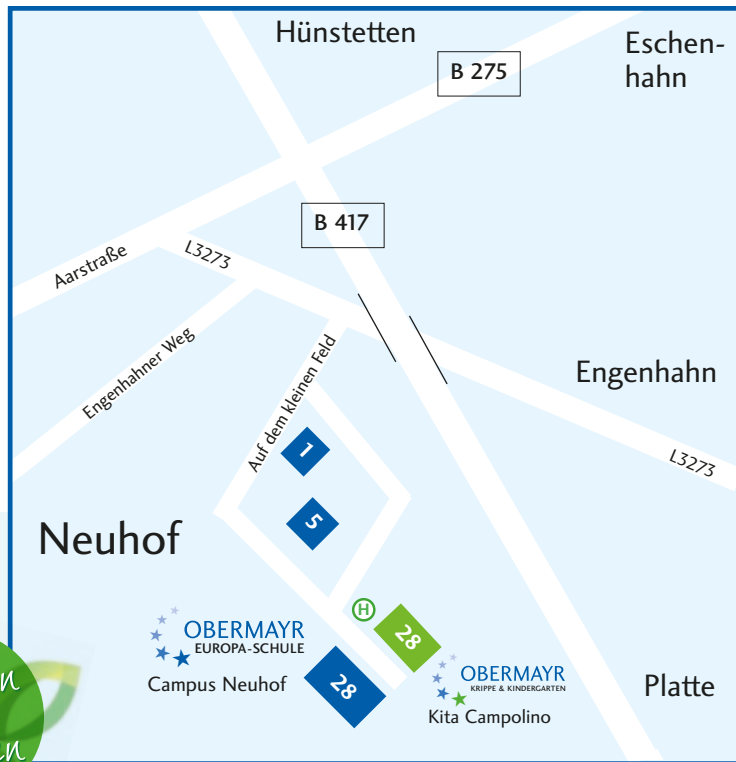 Hünstetten
Eschen-
hahn
B 275
B 417
Aarstraße
L3273
Engenhahner Weg
Auf dem kleinen Feld
Engenhahn
L3273
1
5
Neuhof
H
28
OBERMAYR
EUROPA-SCHULE
Campus Neuhof
28
OBERMAYR
KRIPPE & KINDERGARTEN
Kita Campolino
Platte